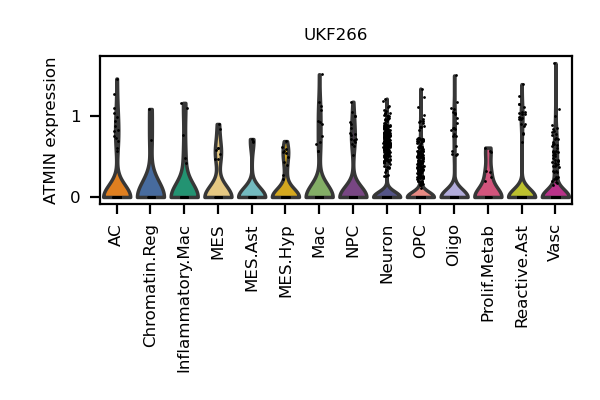 UKF266
ATMIN expression
1
0
AC
Chromatin.Reg
Inflammatory.Mac
MES
MES.Ast
MES.Hyp
Mac
NPC
Neuron
OPC
Oligo
Prolif.Metab
Reactive.Ast
Vasc